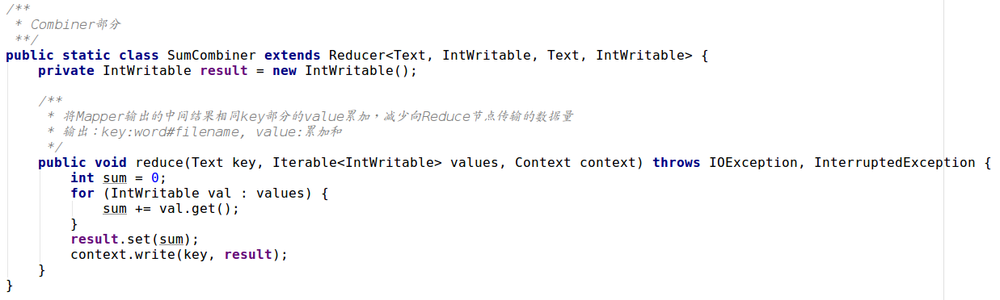 /**
 * Combiner部分
 **/
public static class SumCombiner extends Reducer<Text, IntWritable, Text, IntWritable> {
    private IntWritable result = new IntWritable();

    /**
     * 将Mapper输出的中间结果相同key部分的value累加，减少向Reduce节点传输的数据量
     * 输出：key:word#filename, value:累加和
     */
    public void reduce(Text key, Iterable<IntWritable> values, Context context) throws IOException, InterruptedException {
        int sum = 0;
        for (IntWritable val : values) {
            sum += val.get();
        }
        result.set(sum);
        context.write(key, result);
    }
}